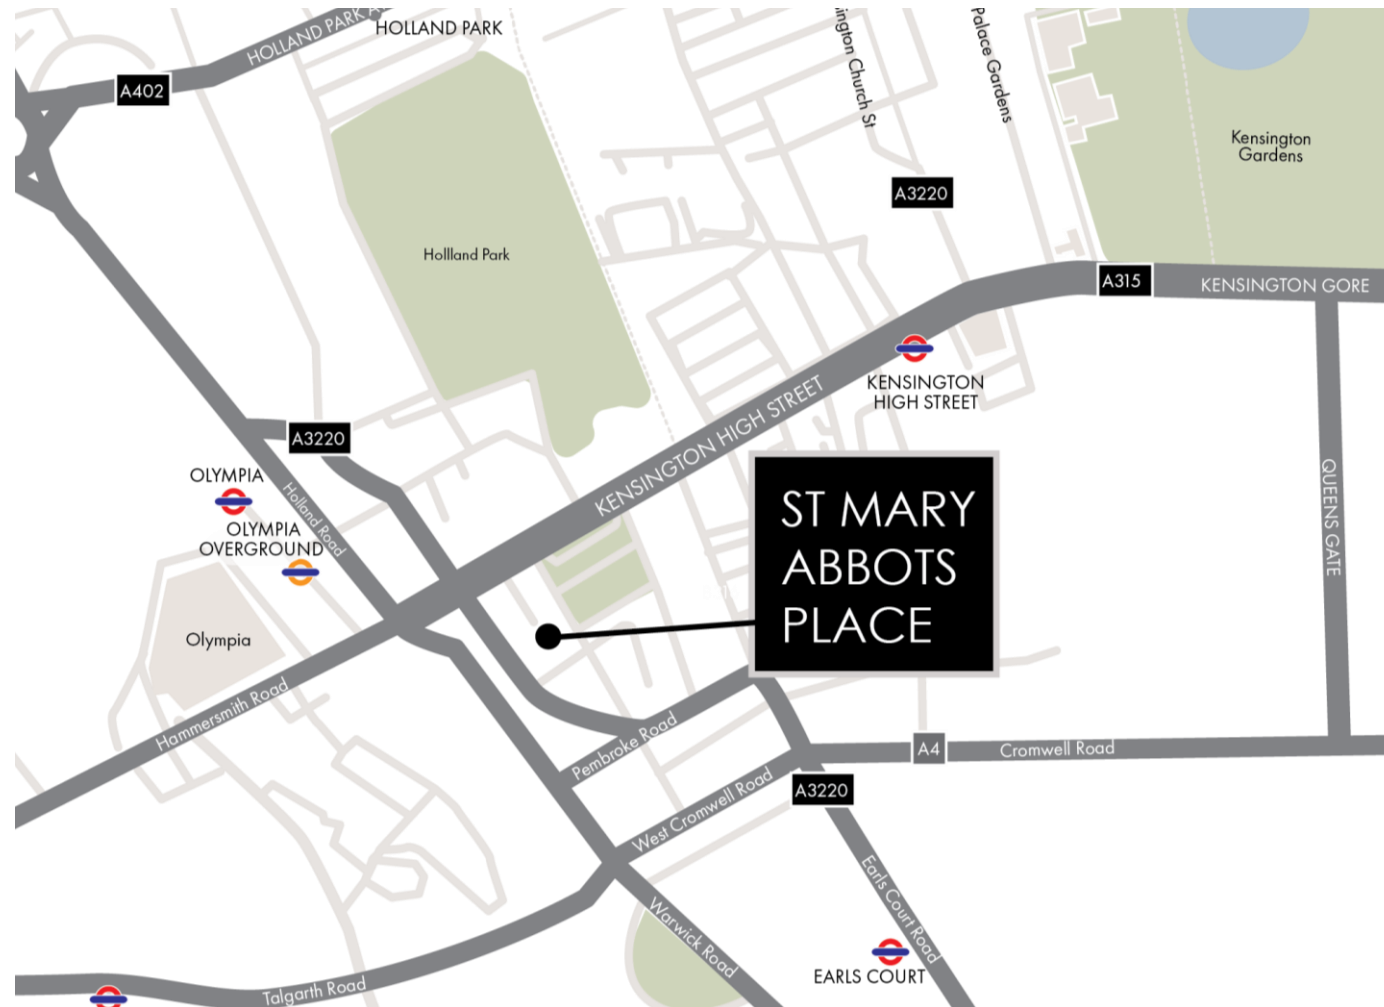 HOLLAND PARK A
HOLLAND PARK
A402
ington Church St
Palace Gardens
Kensington
Gardens
A3220
Hollland Park
A315
KENSINGTON GORE
KENSINGTON
HIGH STREET
KENSINGTON HIGH STREET
A3220
OLYMPIA
Holland Road
OLYMPIA
OVERGROUND
QUEENS GATE
ST MARY
ABBOTS
PLACE
Olympia
Hammersmith Road
Pembroke Road
A4
Cromwell Road
West Cromwell Road
A3220
Earls Court Road
Warwick Road
EARLS COURT
Talgarth Road